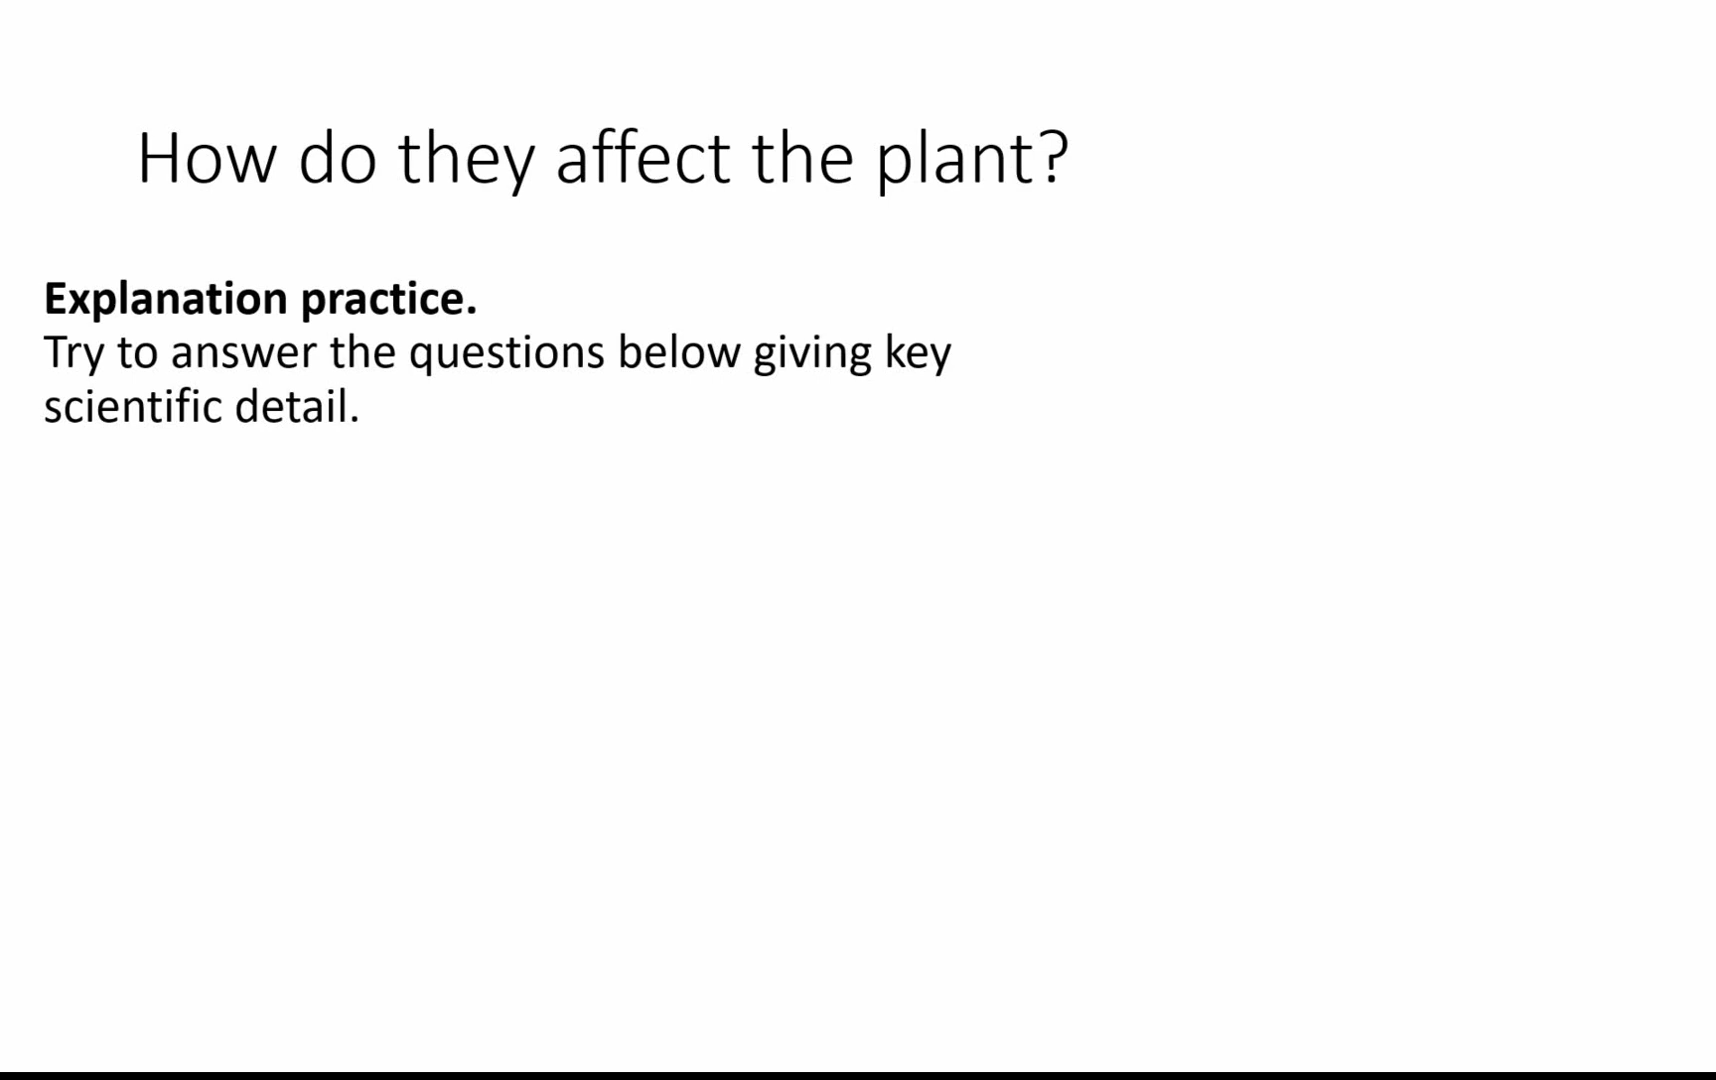 How do they affect the plant?
Explanation practice.
Try to answer the questions below giving key
scientific detail.